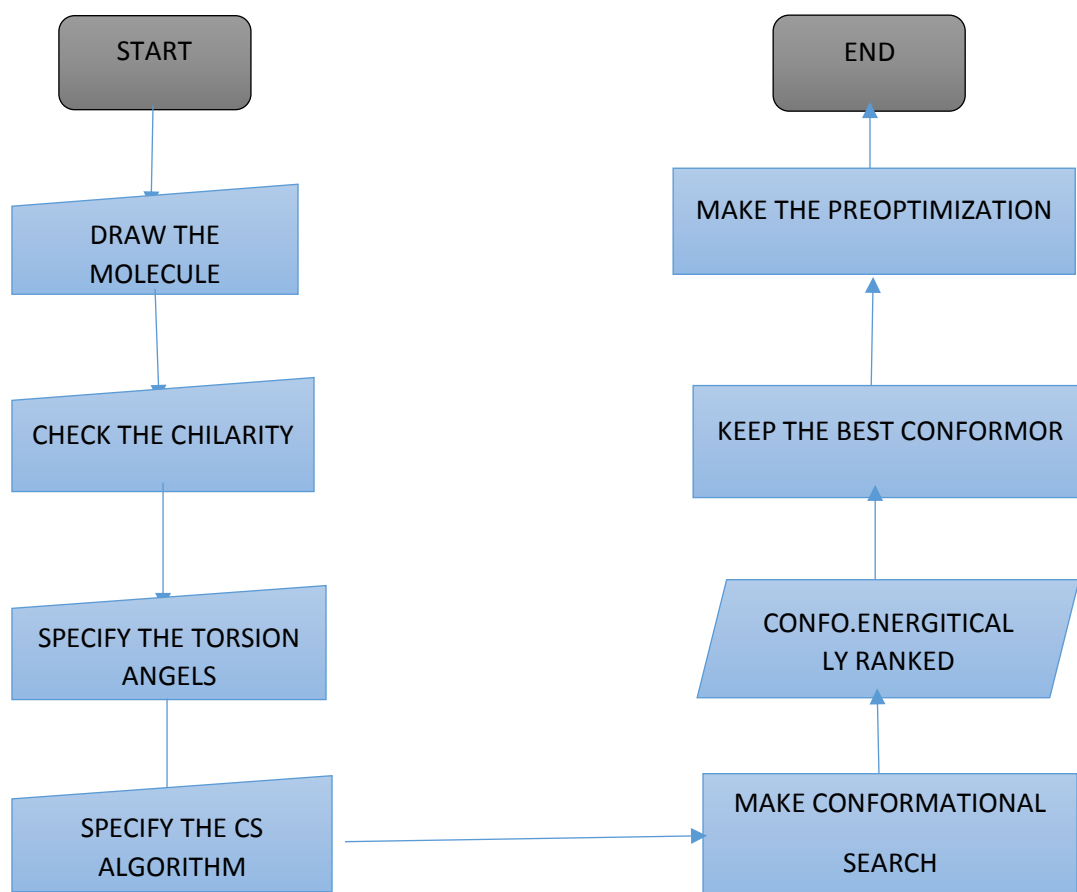 START
DRAW THE
MOLECULE
CHECK THE CHILARITY
SPECIFY THE TORSION
ANGELS
SPECIFY THE CS
ALGORITHM
MAKE CONFORMATIONAL
SEARCH
CONFO.ENERGITICAL
LY RANKED
KEEP THE BEST CONFORMOR
MAKE THE PREOPTIMIZATION
END